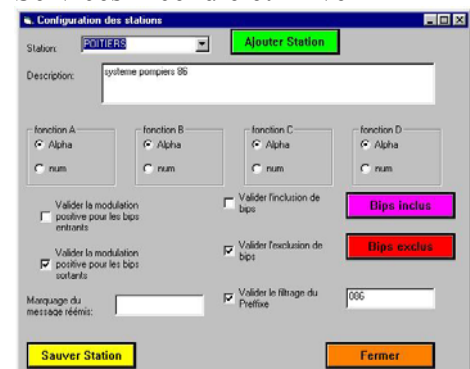 Configuration des stations
Station: POITIERS Ajouter Station
Description: systeme pompiers 86
fonction A fonction B fonction C fonction D
Alpha Alpha Alpha Alpha
num num num num
Valider la modulation positive pour les bips entrants
Valider l'inclusion de bips
Bips inclus
Valider la modulation positive pour les bips sortants
Valider l'exclusion de bips
Bips exclus
Marquage du message réémis:
Valider le filtrage du Preffixe
086
Sauver Station Fermer